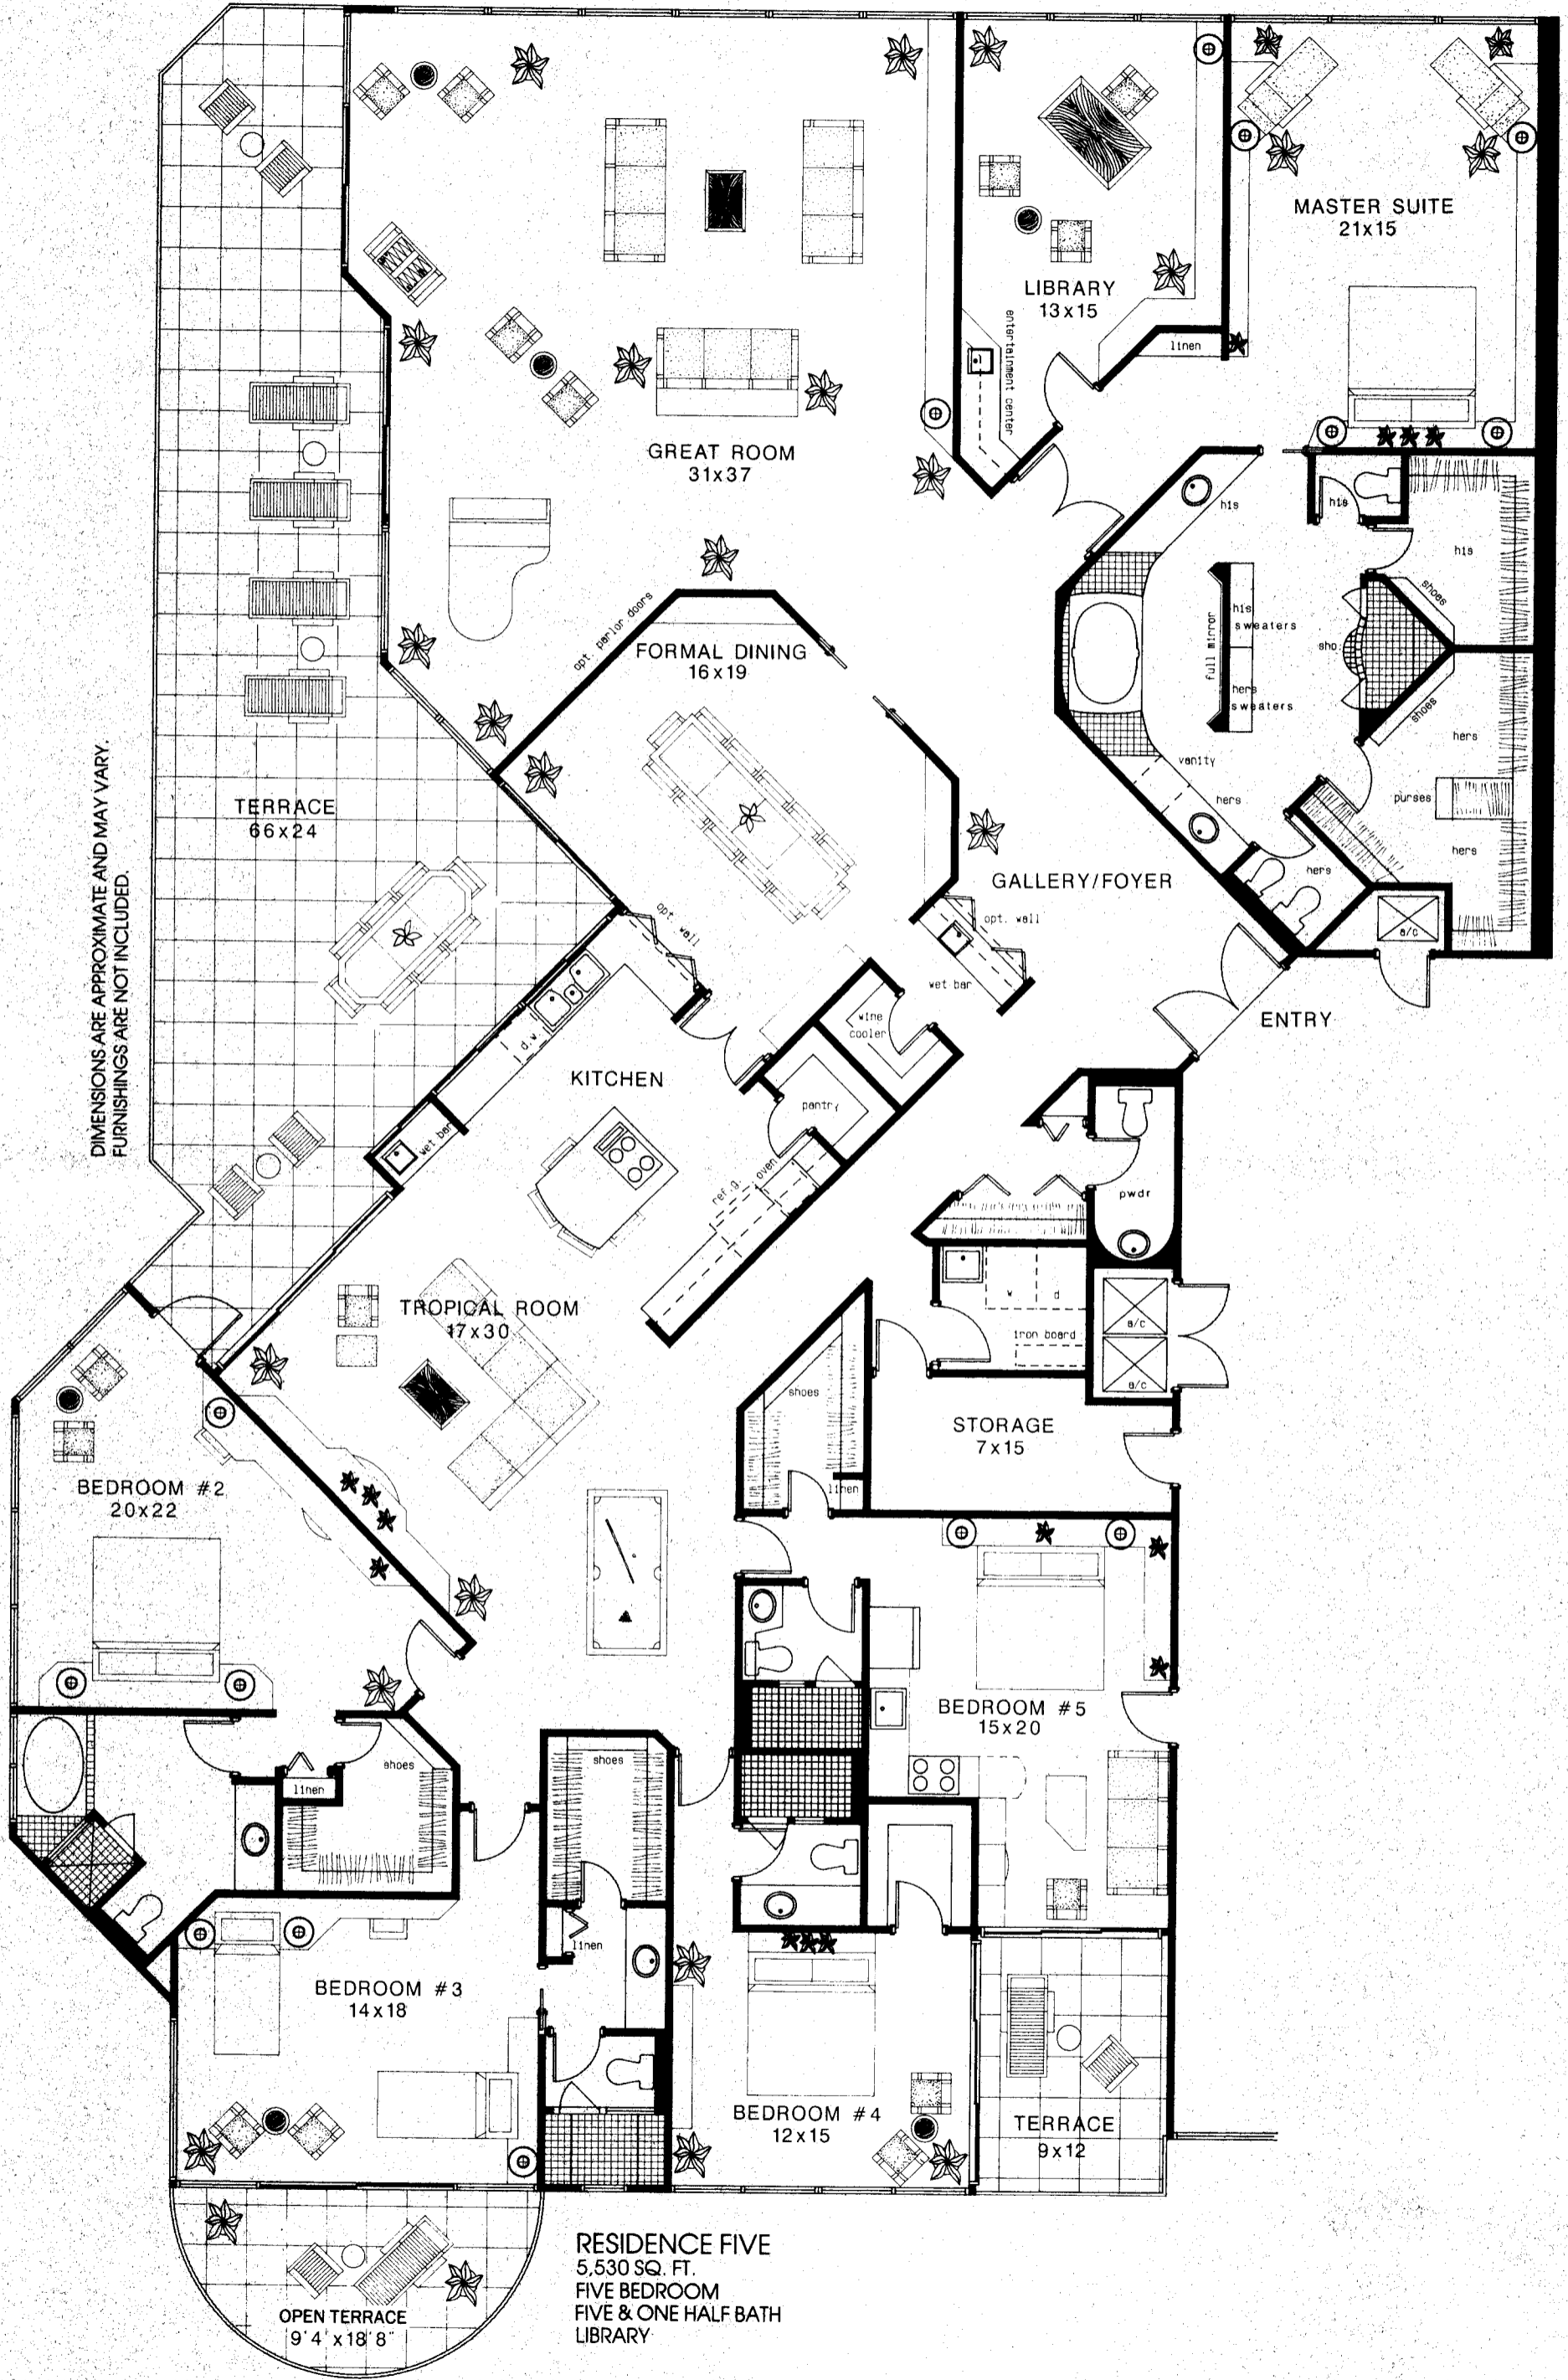 MASTER SUITE
21x15
LIBRARY
13x15
entertainment center
linen
GREAT ROOM
31x37
his
his
his
shoes
opt. parlor doors
FORMAL DINING
16x19
full mirror
his
sweaters
hers
sweaters
sho.
shoes
hers
vanity
hers
purses
hers
hers
TERRACE
66x24
DIMENSIONS ARE APPROXIMATE AND MAY VARY.
FURNISHINGS ARE NOT INCLUDED.
GALLERY/FOYER
opt. wall
opt. wall
a/c
wet bar
wine
cooler
ENTRY
d.w.
KITCHEN
pantry
wet bar
oven
ref.g.
pwdr
TROPICAL ROOM
17x30
w
d
iron board
a/c
a/c
shoes
STORAGE
7x15
linen
BEDROOM #2
20x22
BEDROOM #5
15x20
shoes
linen
shoes
linen
BEDROOM #3
14x18
BEDROOM #4
12x15
TERRACE
9x12
RESIDENCE FIVE
5,530 SQ. FT.
FIVE BEDROOM
FIVE & ONE HALF BATH
LIBRARY
OPEN TERRACE
9'4"x18'8"